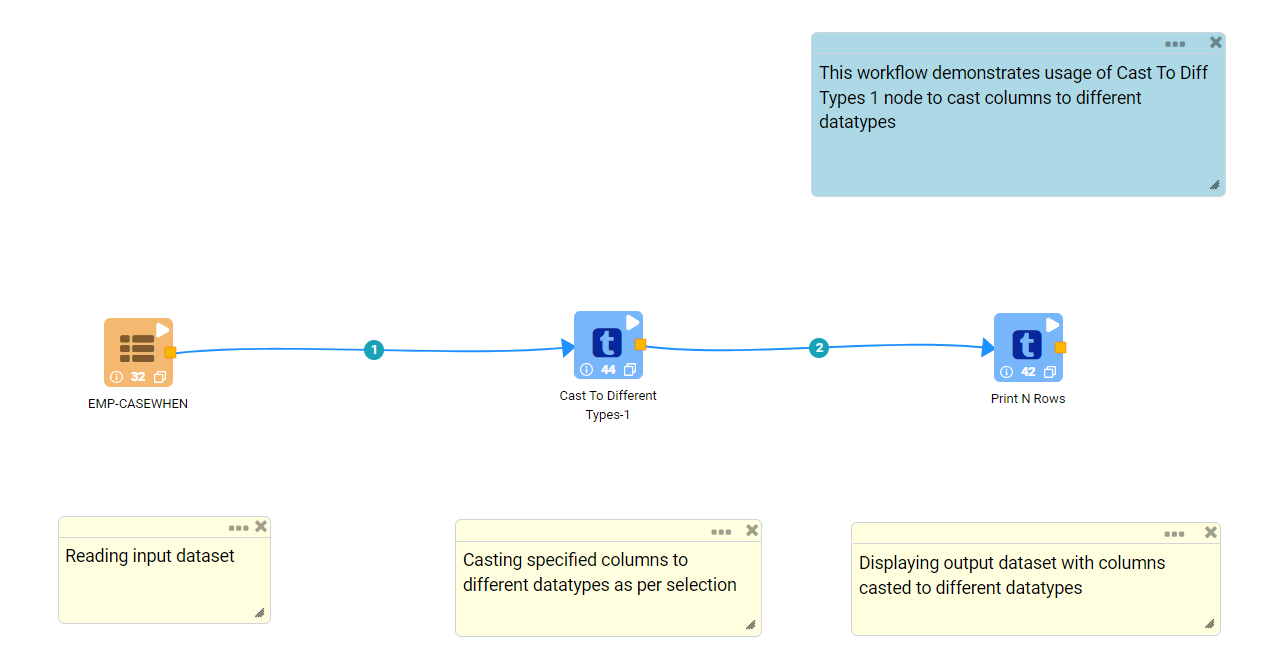 This workflow demonstrates usage of Cast To Diff
Types 1 node to cast columns to different
datatypes
1
2
t
t
32
44
42
EMP-CASEWHEN
Cast To Different
Types-1
Print N Rows
Reading input dataset
Casting specified columns to
different datatypes as per selection
Displaying output dataset with columns
casted to different datatypes